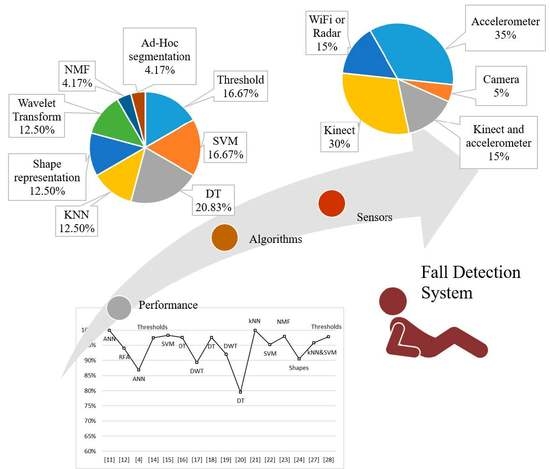 Ad-Hoc
segmentation
4.17%
NMF
4.17%
Threshold
16.67%
Wavelet
Transform
12.50%
SVM
16.67%
Shape
representation
12.50%
DT
20.83%
KNN
12.50%
WiFi or
Radar
15%
Accelerometer
35%
Camera
5%
Kinect
30%
Kinect and
accelerometer
15%
Sensors
Algorithms
Performance
Fall Detection
System
95%
90%
85%
80%
75%
70%
65%
60%
ANN
RFA
ANN
Thresholds
SVM
DT
DWT
DT
DWT
DT
kNN
SVM
NMF
Shapes
kNN&SVM
Thresholds
[11] [12] [4] [14] [15] [16] [17] [18] [19] [20] [21] [22] [23] [24] [27] [28]